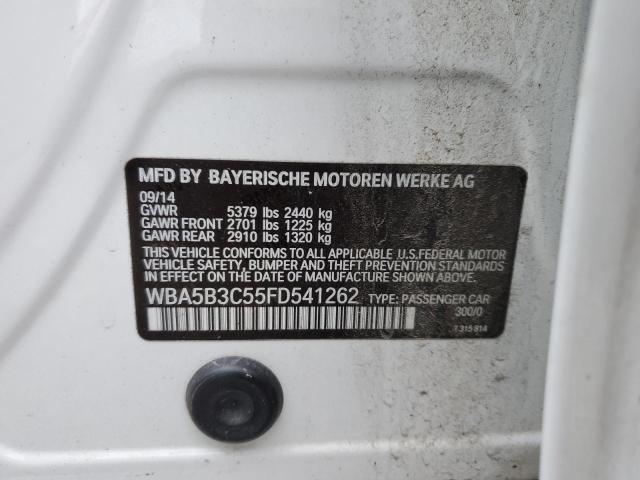 MFD BY BAYERISCHE MOTOREN WERKE AG
09/14
GVWR 5379 lbs 2440 kg
GAWR FRONT 2701 lbs 1225 kg
GAWR REAR 2910 lbs 1320 kg
THIS VEHICLE CONFORMS TO ALL APPLICABLE U.S.FEDERAL MOTOR
VEHICLE SAFETY, BUMPER AND THEFT PREVENTION STANDARDS
IN EFFECT ON THE DATE OF MANUFACTURE SHOWN ABOVE.
WBA5B3C55FD541262 TYPE: PASSENGER CAR
300/0
T315 814